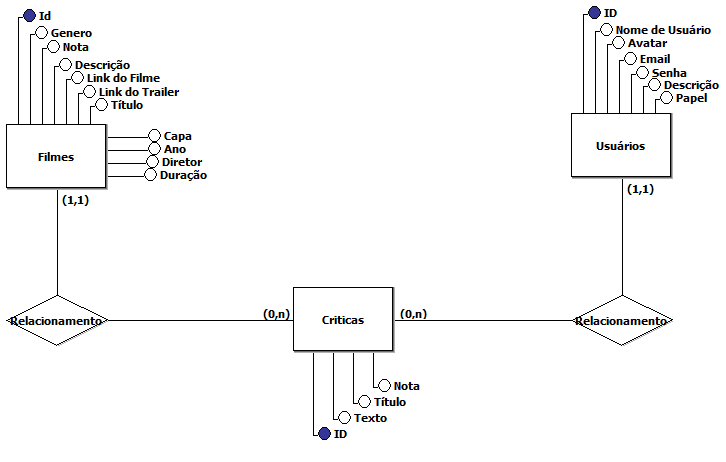 Id
Genero
Nota
Descrição
Link do Filme
Link do Trailer
Título
Filmes
Capa
Ano
Diretor
Duração
(1,1)
ID
Nome de Usuário
Avatar
Email
Senha
Descrição
Papel
Usuários
(1,1)
Relacionamento
(0,n)
Criticas
(0,n)
Relacionamento
Nota
Título
Texto
ID